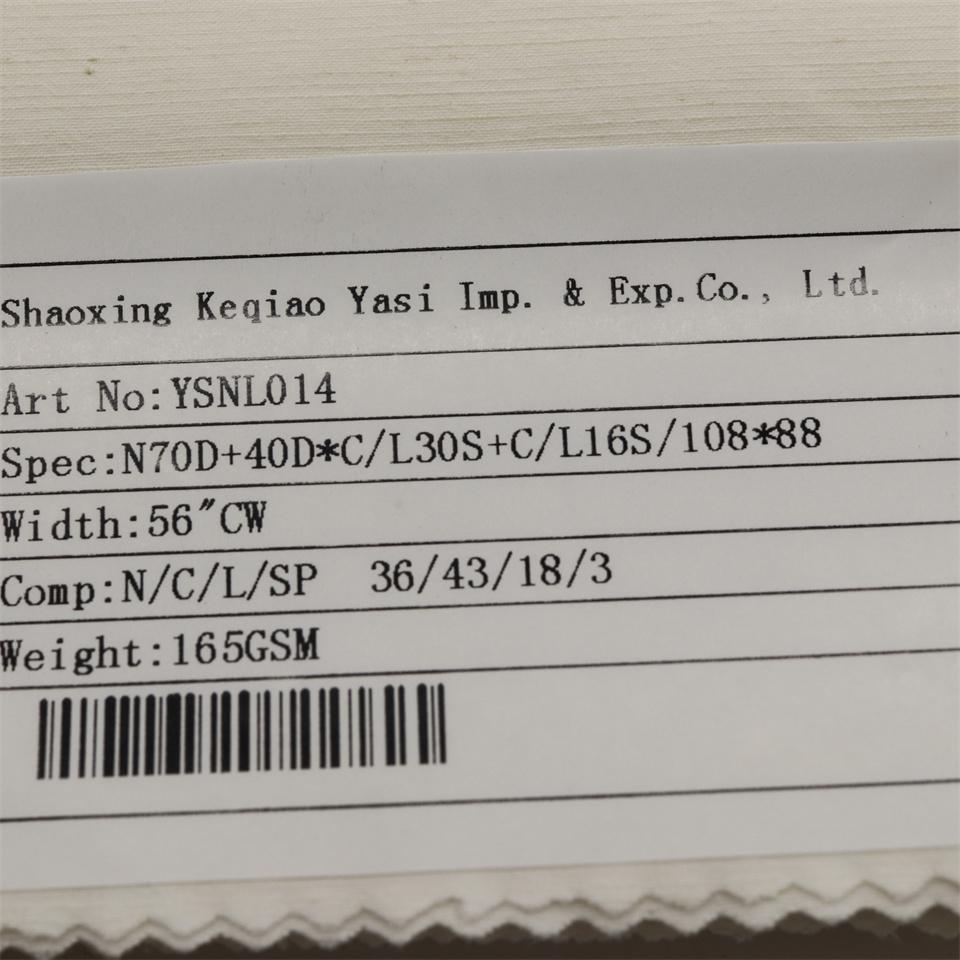 Shaoxing Keqiao Yasi Imp. & Exp. Co., Ltd.
Art No:YSNL014
Spec:N70D+40D*C/L30S+C/L16S/108*88
Width:56″CW
Comp:N/C/L/SP 36/43/18/3
Weight:165GSM